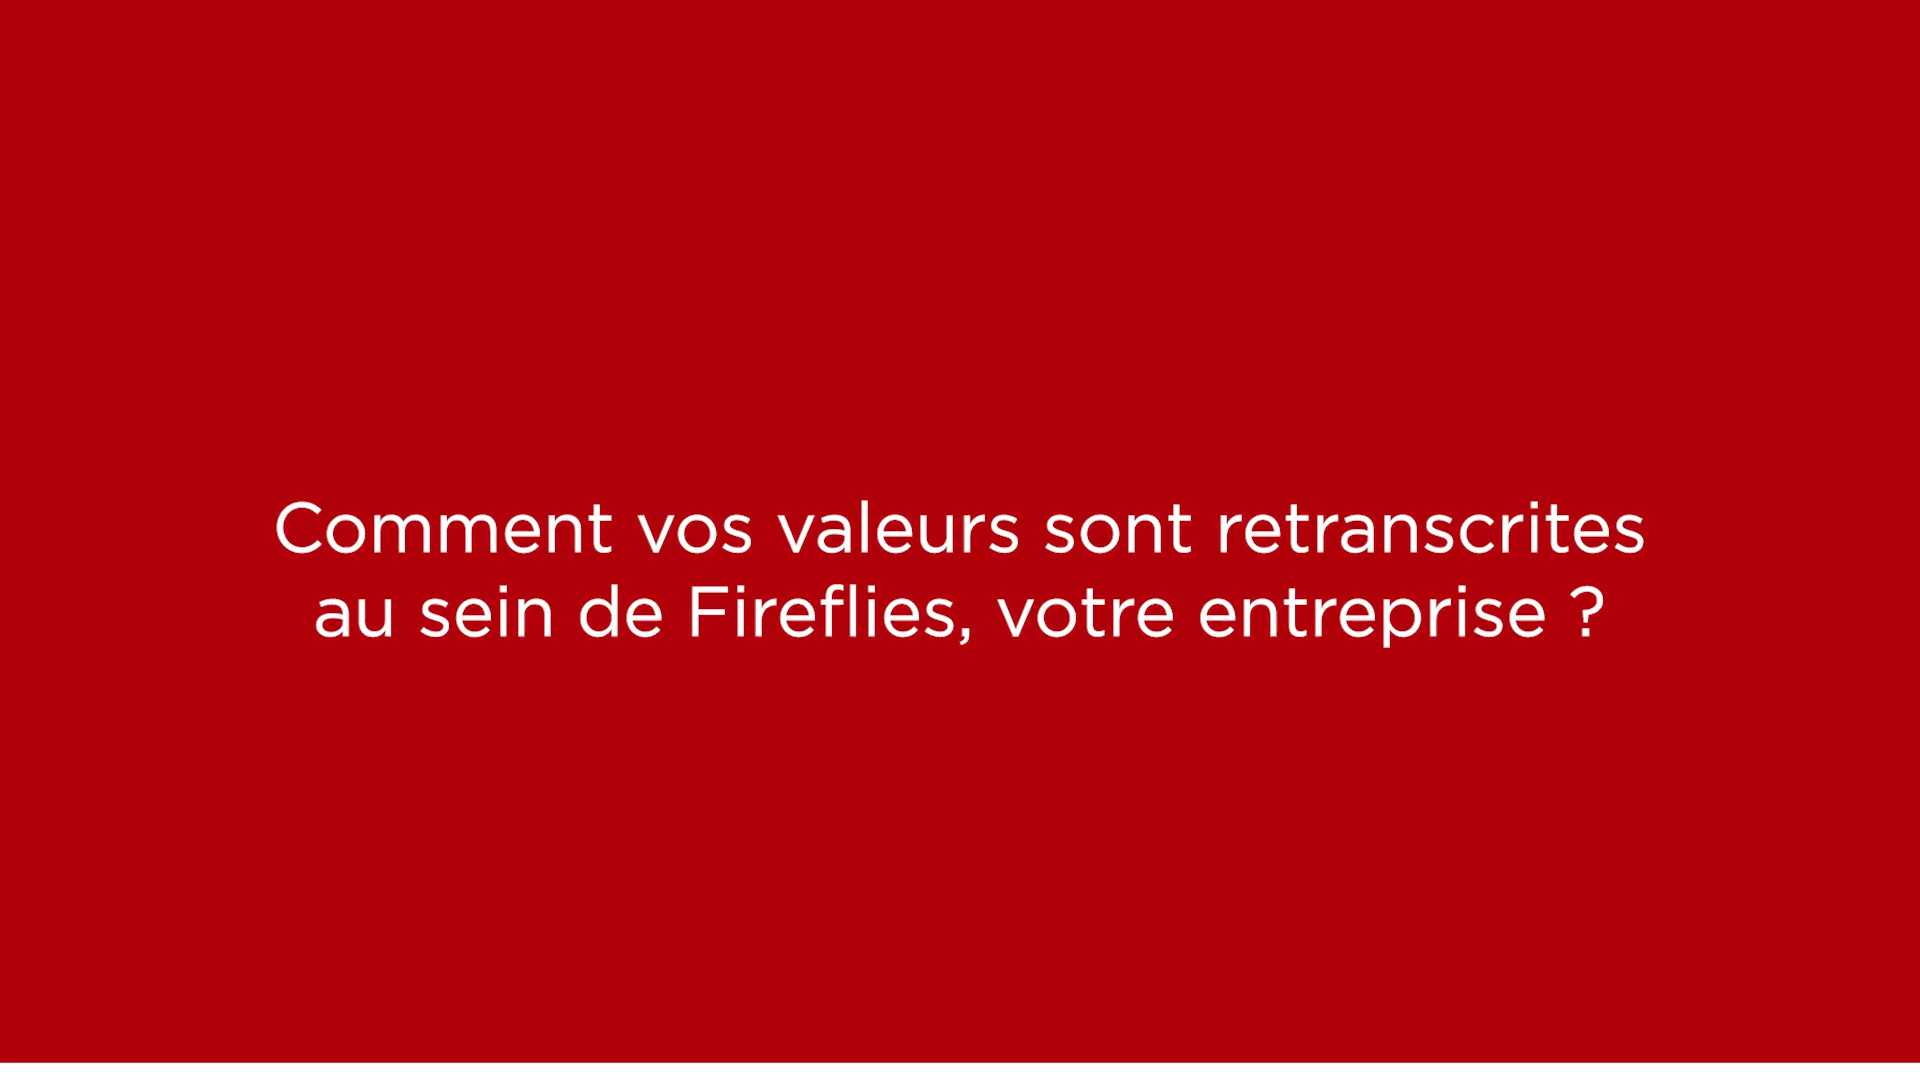 Comment vos valeurs sont retranscrites
au sein de Fireflies, votre entreprise ?